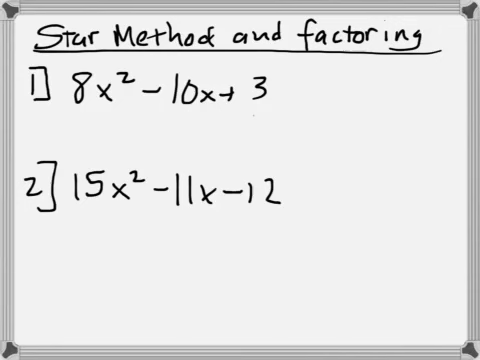 Star Method and factoring
1] 8x² - 10x + 3
2] 15x² - 11x - 12